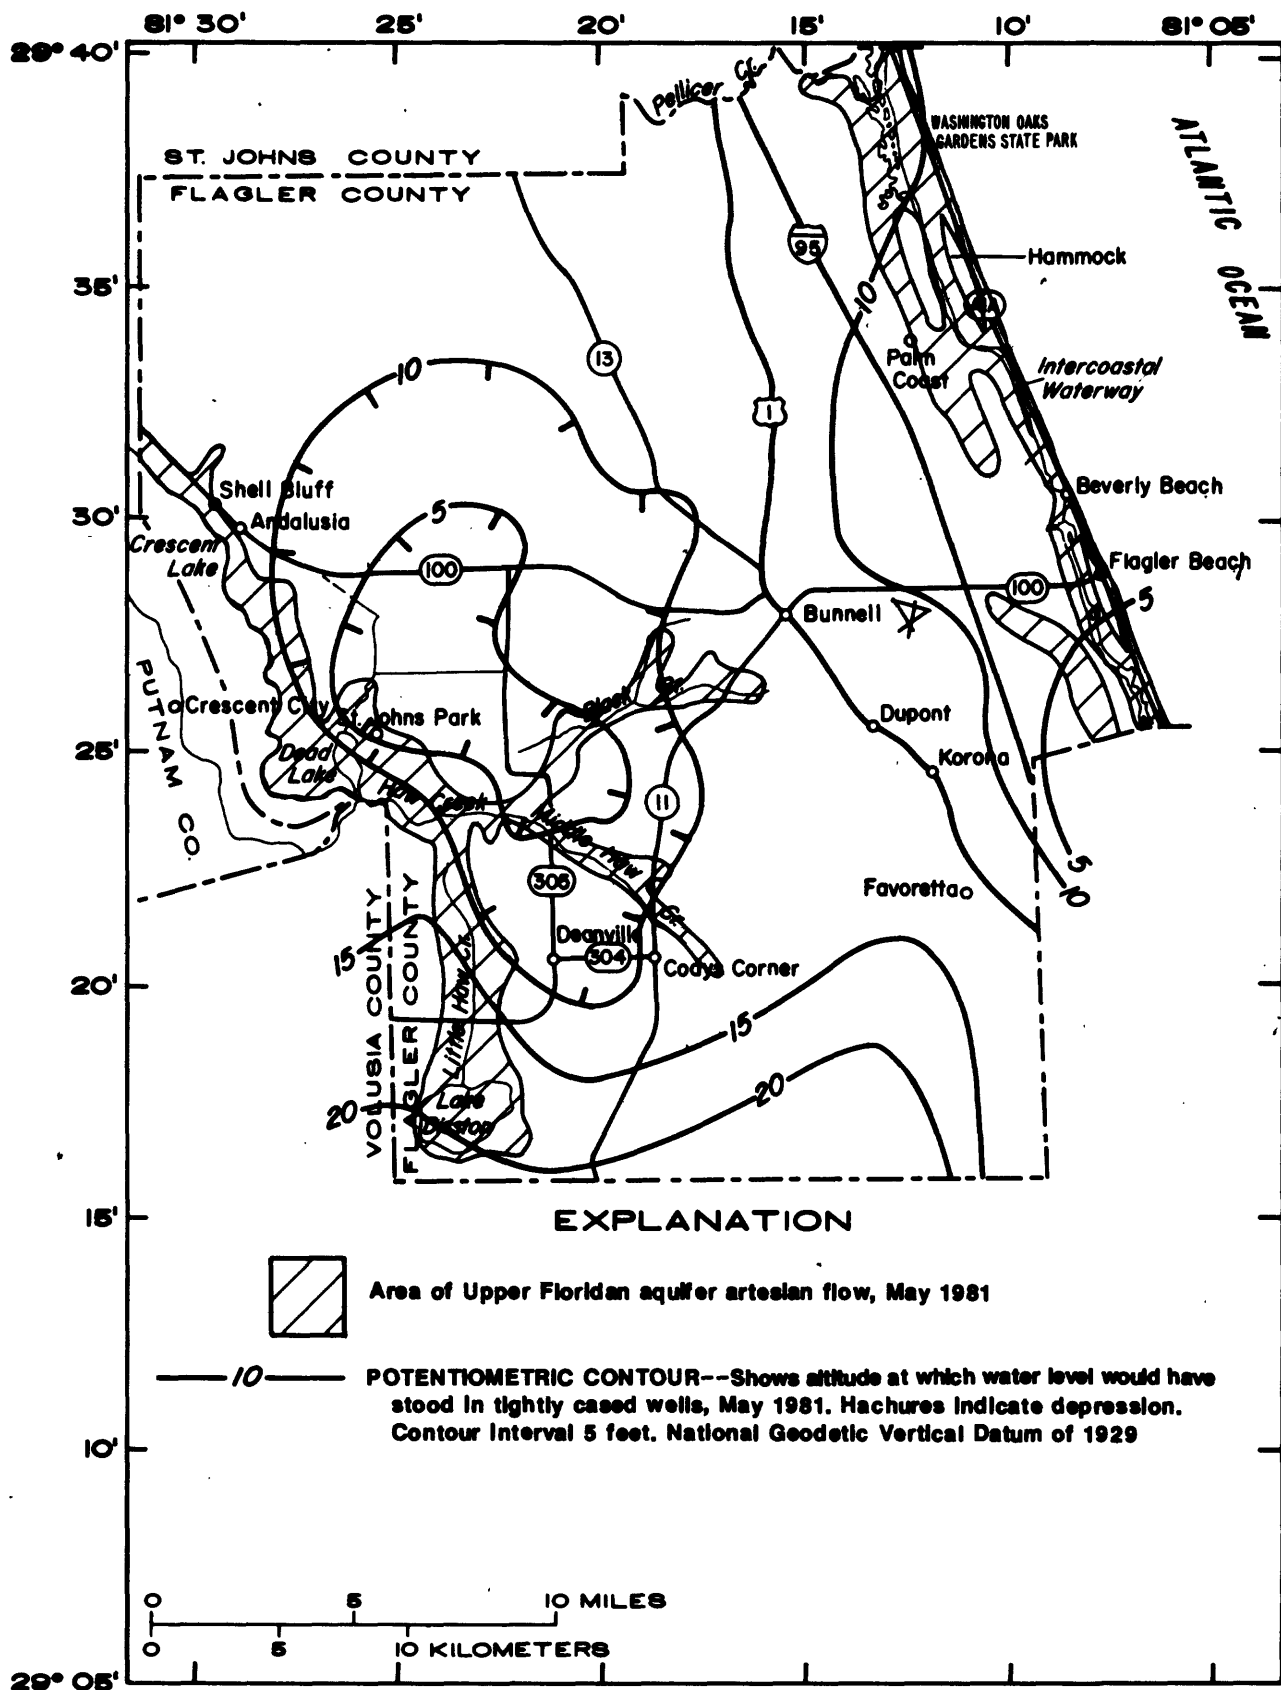 81° 30' 25' 20' 15' 10' 81° 05'
29° 40'
Pellicer Cr.
WASHINGTON OAKS
GARDENS STATE PARK
ATLANTIC OCEAN
ST. JOHNS COUNTY
FLAGLER COUNTY
95
Hammock
35'
10
A1A
13
Palm
Coast
Intercoastal
Waterway
10
1
Shell Bluff
Beverly Beach
30'
Andalusia
5
Crescent
Lake
100
Flagler Beach
100
5
Bunnell
PUTNAM CO.
Crescent City
St. Johns Park
Black Br.
Dupont
25'
Dead
Lake
Korona
Haw Creek
Middle Haw Cr.
11
5
10
305
Favoretta
VOLUSIA COUNTY
FLAGLER COUNTY
15
Deanville
304
Codys Corner
20'
Little Haw Ck.
15
20
20
Lake
Disston
15'
EXPLANATION
Area of Upper Floridan aquifer artesian flow, May 1981
10 POTENTIOMETRIC CONTOUR--Shows altitude at which water level would have
stood in tightly cased wells, May 1981. Hachures indicate depression.
Contour interval 5 feet. National Geodetic Vertical Datum of 1929
10'
0 5 10 MILES
0 5 10 KILOMETERS
29° 05'